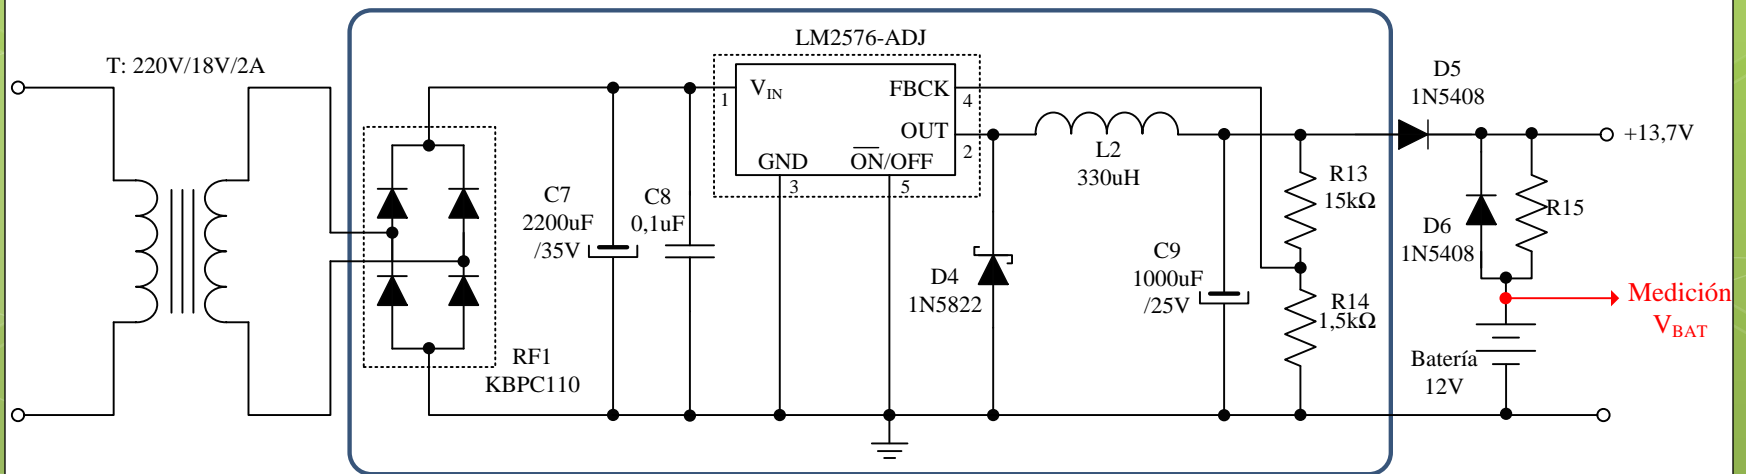 T: 220V/18V/2A
LM2576-ADJ
1
V_IN
FBCK
4
OUT
2
GND
3
ON/OFF
5
RF1
KBPC110
C7
2200uF
/35V
C8
0,1uF
D4
1N5822
L2
330uH
C9
1000uF
/25V
R13
15kΩ
R14
1,5kΩ
D5
1N5408
+13,7V
D6
1N5408
R15
Medición
V_BAT
Batería
12V